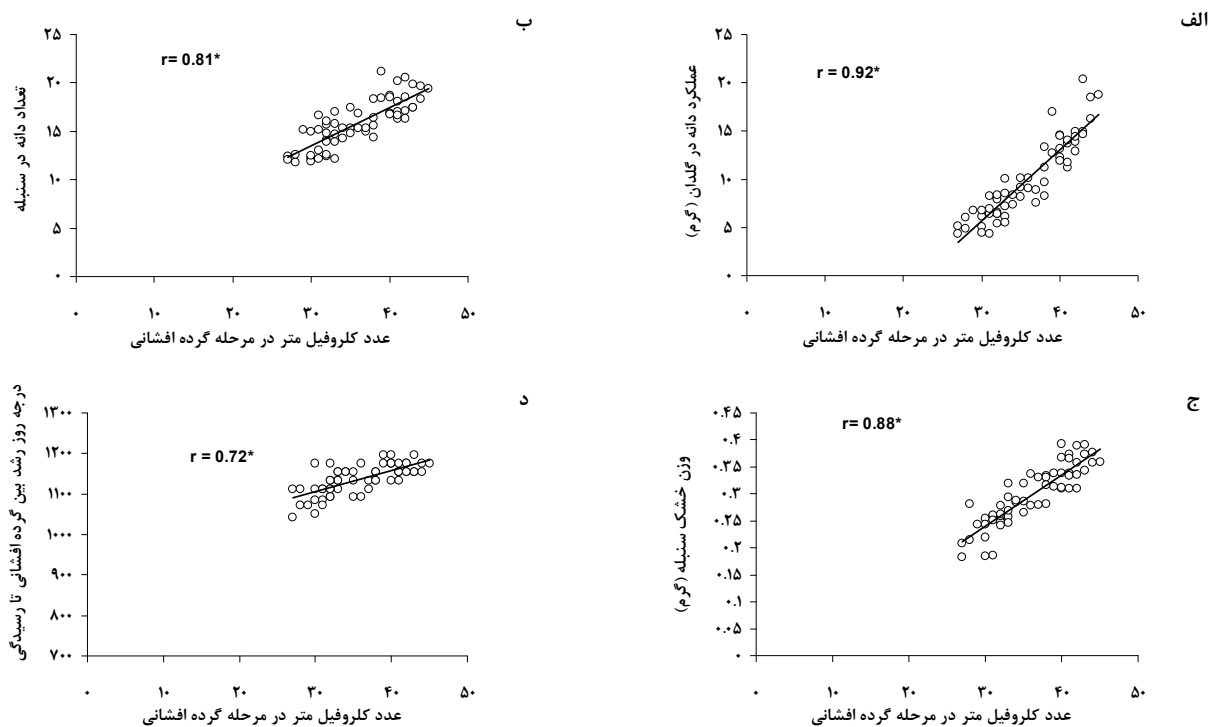 الف
۲۵
۲۰
۱۵
۱۰
۵
۰
عملکرد دانه در گلدان (گرم)
r = 0.92*
۰ ۱۰ ۲۰ ۳۰ ۴۰ ۵۰
عدد کلروفیل متر در مرحله گرده افشانی
ب
۲۵
۲۰
۱۵
۱۰
۵
۰
تعداد دانه در سنبله
r= 0.81*
۰ ۱۰ ۲۰ ۳۰ ۴۰ ۵۰
عدد کلروفیل متر در مرحله گرده افشانی
ج
۰.۴۵
۰.۴
۰.۳۵
۰.۳
۰.۲۵
۰.۲
۰.۱۵
۰.۱
۰.۰۵
۰
وزن خشک سنبله (گرم)
r= 0.88*
۰ ۱۰ ۲۰ ۳۰ ۴۰ ۵۰
عدد کلروفیل متر در مرحله گرده افشانی
د
۱۳۰۰
۱۲۰۰
۱۱۰۰
۱۰۰۰
۹۰۰
۸۰۰
۷۰۰
درجه روز رشد بین گرده افشانی تا رسیدگی
r = 0.72*
۰ ۱۰ ۲۰ ۳۰ ۴۰ ۵۰
عدد کلروفیل متر در مرحله گرده افشانی